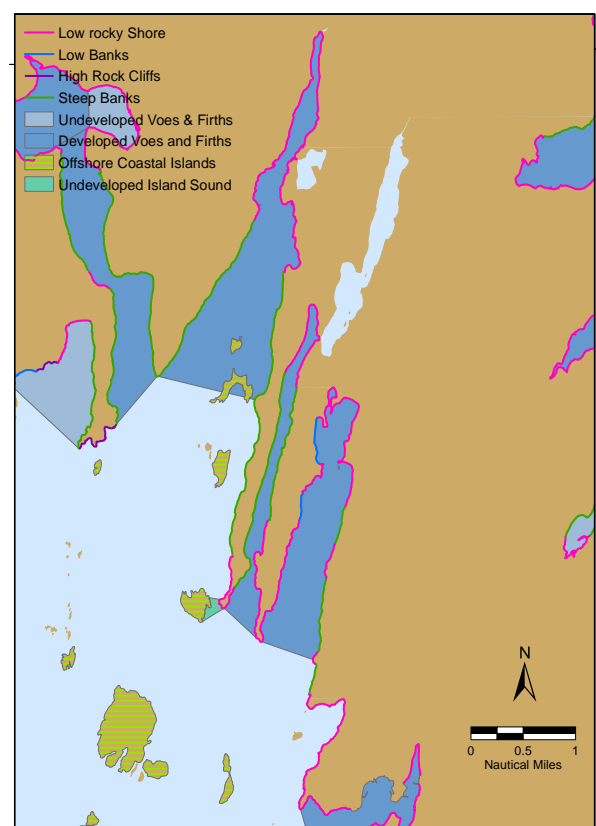 Low rocky Shore
Low Banks
High Rock Cliffs
Steep Banks
Undeveloped Voes & Firths
Developed Voes and Firths
Offshore Coastal Islands
Undeveloped Island Sound
N
0 0.5 1
Nautical Miles